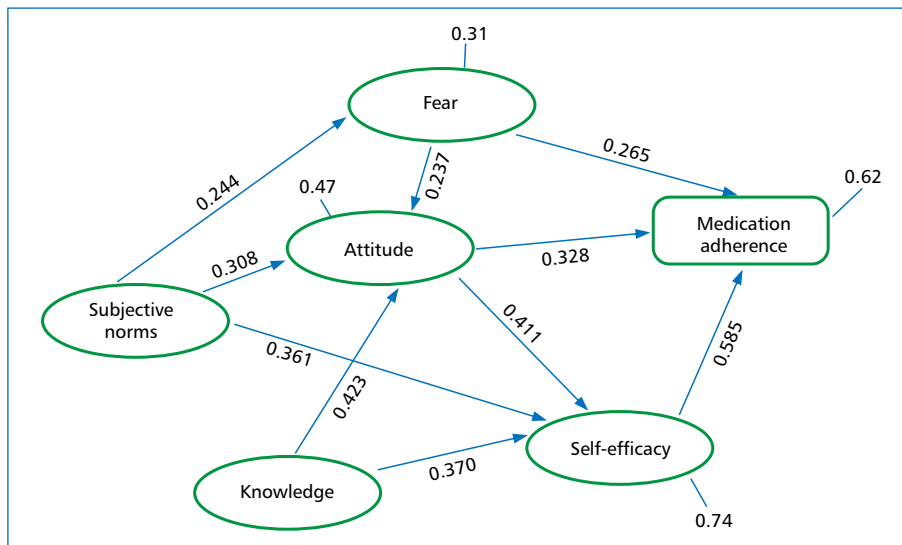 0.31
Fear
0.244
0.237
0.265
0.47
0.62
Medication
adherence
Attitude
0.328
0.308
Subjective
norms
0.361
0.411
0.585
0.423
Self-efficacy
0.370
Knowledge
0.74